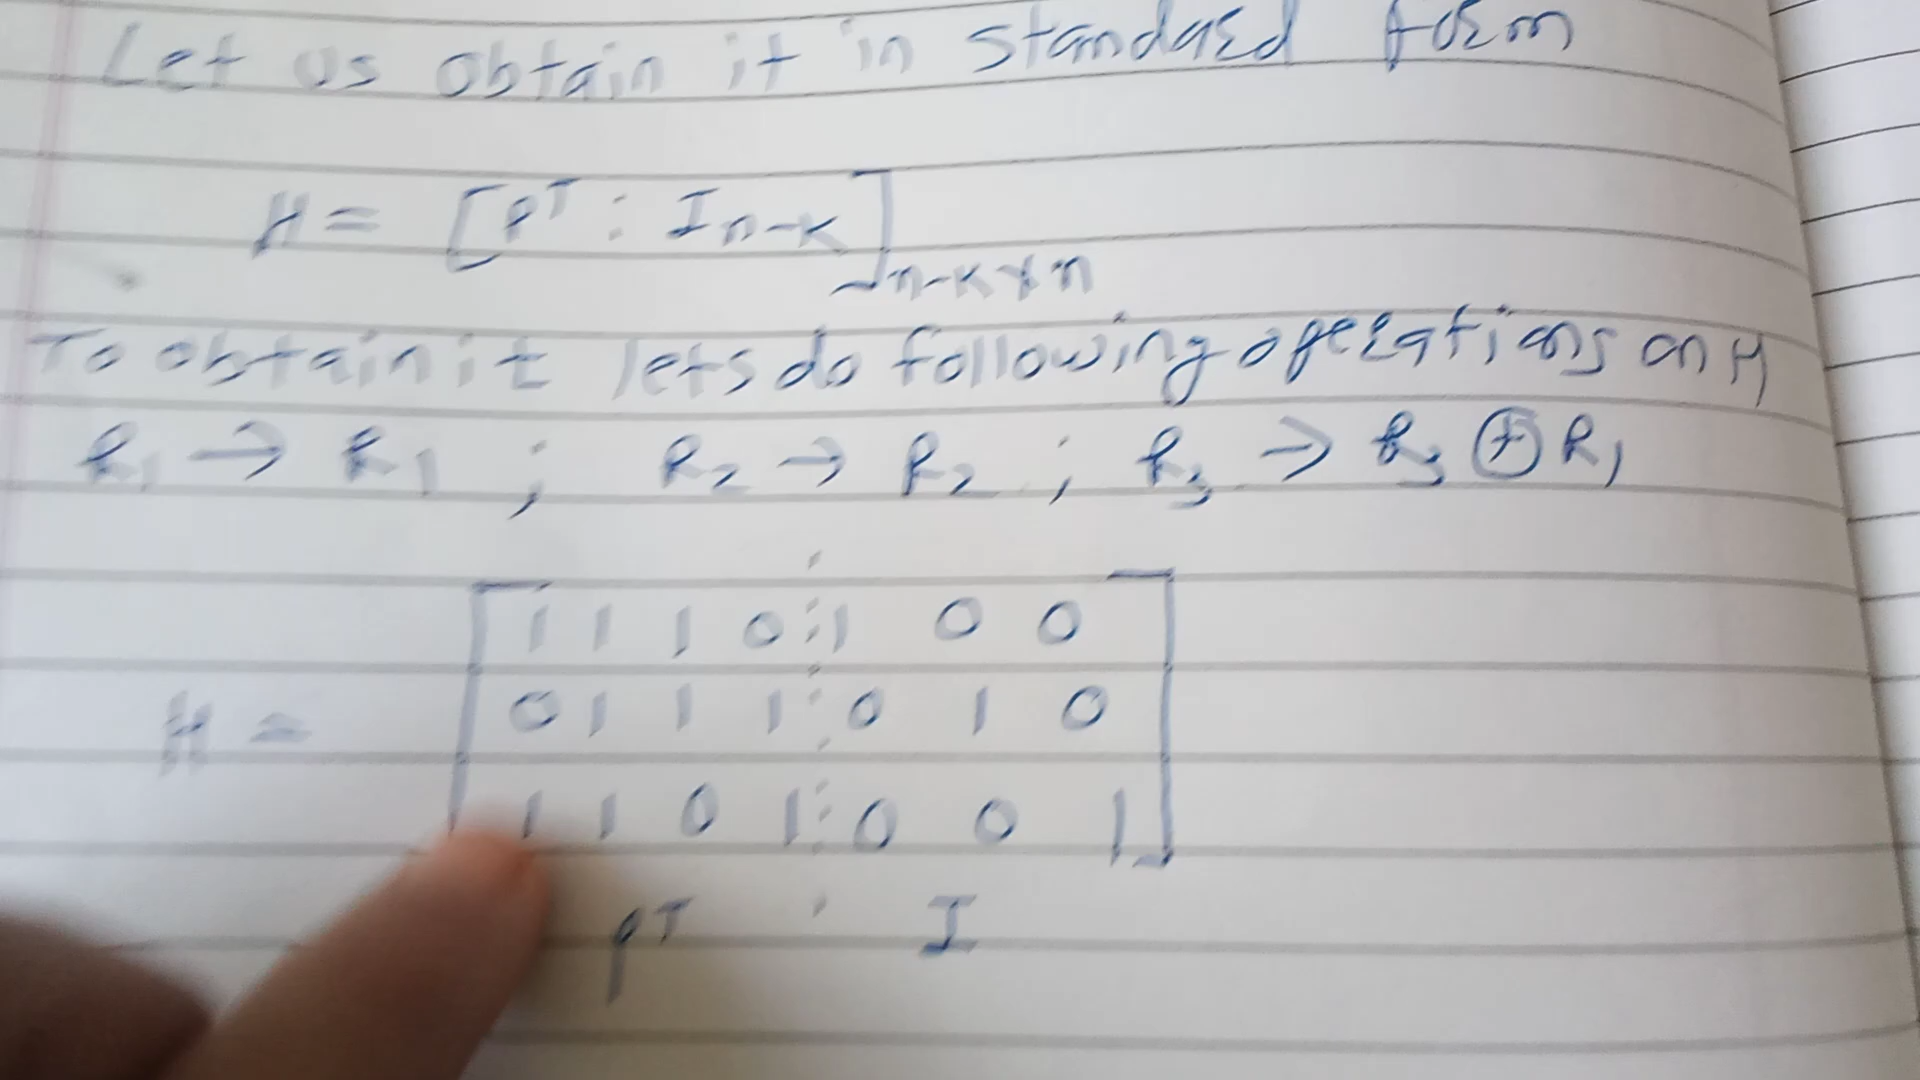 Let us obtain it in standard form
H = [P^T : I_{n-k}]_{n-k×n}
To obtain it lets do following operations on H
R₁ → R₁ ; R₂ → R₂ ; R₃ → R₃ ⊕ R₁
1 1 1 0 : 1 0 0
H = 0 1 1 1 : 0 1 0
1 1 0 1 : 0 0 1
P^T : I